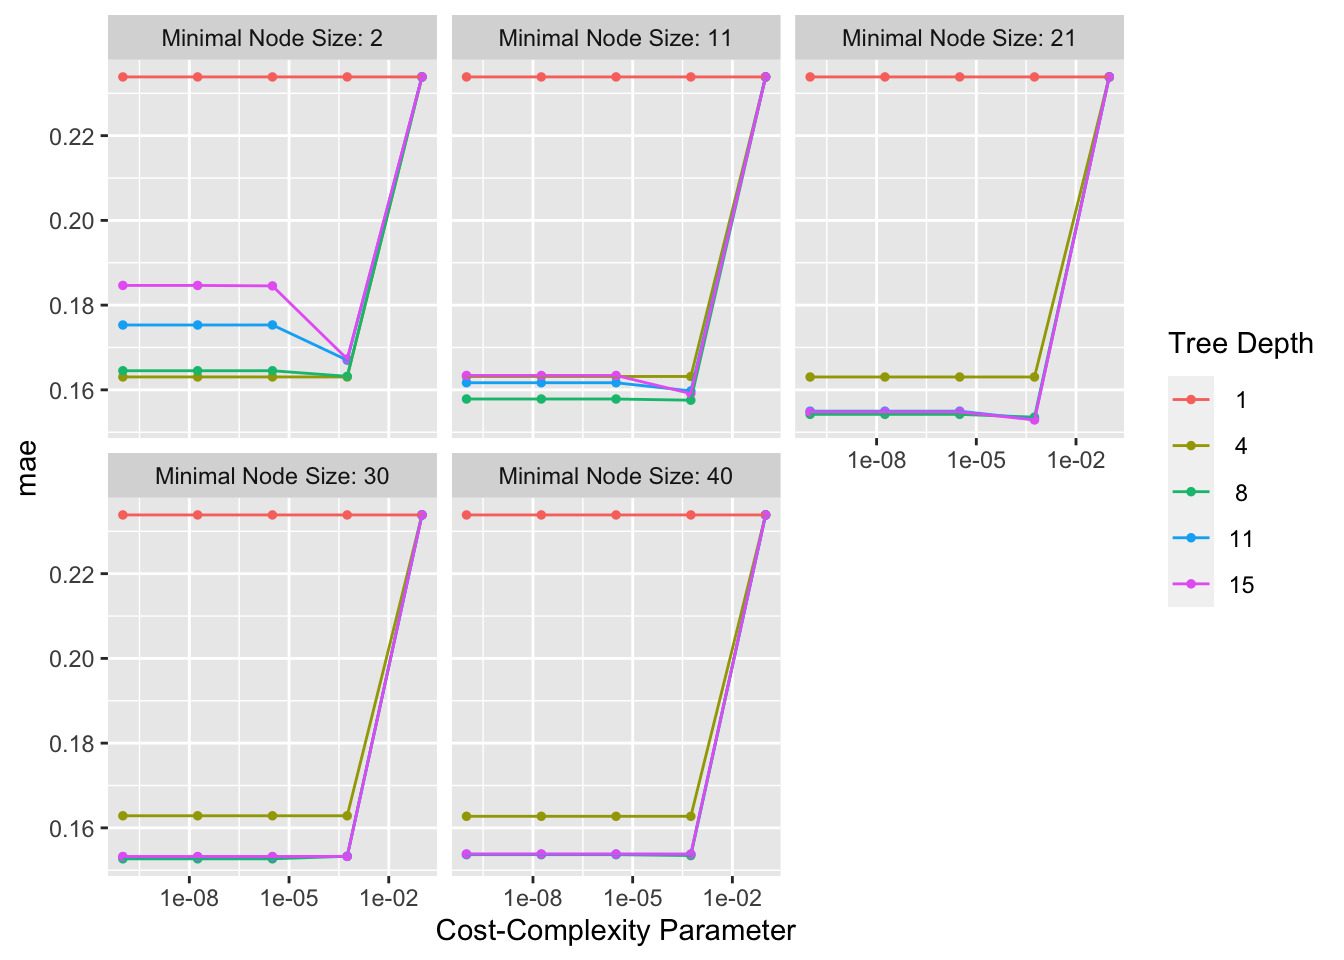 Minimal Node Size: 2
Minimal Node Size: 11
Minimal Node Size: 21
0.22
0.20
0.18
0.16
1e-08
1e-05
1e-02
mae
Minimal Node Size: 30
Minimal Node Size: 40
0.22
0.20
0.18
0.16
1e-08
1e-05
1e-02
1e-08
1e-05
1e-02
Cost-Complexity Parameter
Tree Depth
1
4
8
11
15